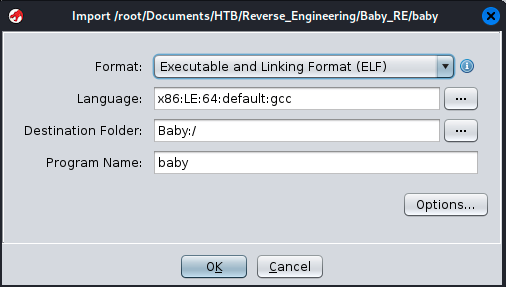 Import /root/Documents/HTB/Reverse_Engineering/Baby_RE/baby
Format: Executable and Linking Format (ELF)
Language: x86:LE:64:default:gcc ...
Destination Folder: Baby:/ ...
Program Name: baby
Options...
OK Cancel